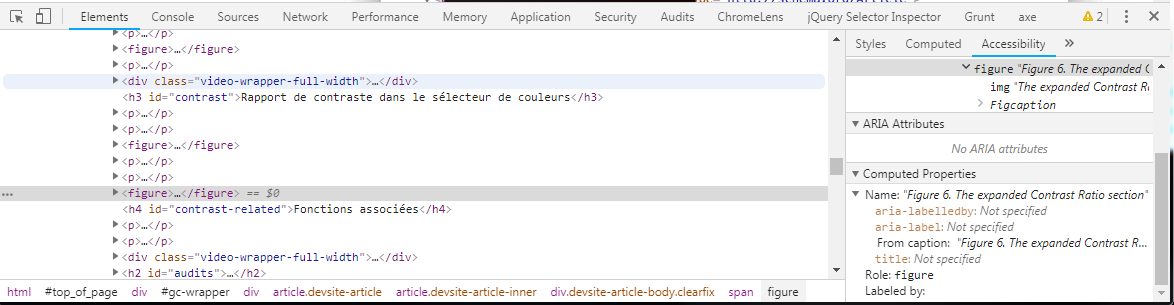 Elements Contrast Sources Network Performance Memory Application Security Audits ChromeLens jQuery Selector Inspector Grunt axe 2
<p>…</p>
<figure>…</figure>
<p>…</p>
<div class="video-wrapper-full-width">…</div>
<h3 id="contrast">Rapport de contraste dans le sélecteur de couleurs</h3>
<p>…</p>
<p>…</p>
<figure>…</figure>
<p>…</p>
<p>…</p>
… <figure>…</figure> == $0
<h4 id="contrast-related">Fonctions associées</h4>
<p>…</p>
<p>…</p>
<div class="video-wrapper-full-width">…</div>
<h2 id="audits">…</h2>
html #top_of_page div #gc-wrapper div article.devsite-article article.devsite-article-inner div.devsite-article-body.clearfix span figure
Styles Computed Accessibility »
figure "Figure 6. The expanded C
img "The expanded Contrast Ra
Figcaption
ARIA Attributes
No ARIA attributes
Computed Properties
Name: "Figure 6. The expanded Contrast Ratio section"
aria-labelledby: Not specified
aria-label: Not specified
From caption: "Figure 6. The expanded Contrast R...
title: Not specified
Role: figure
Labeled by: